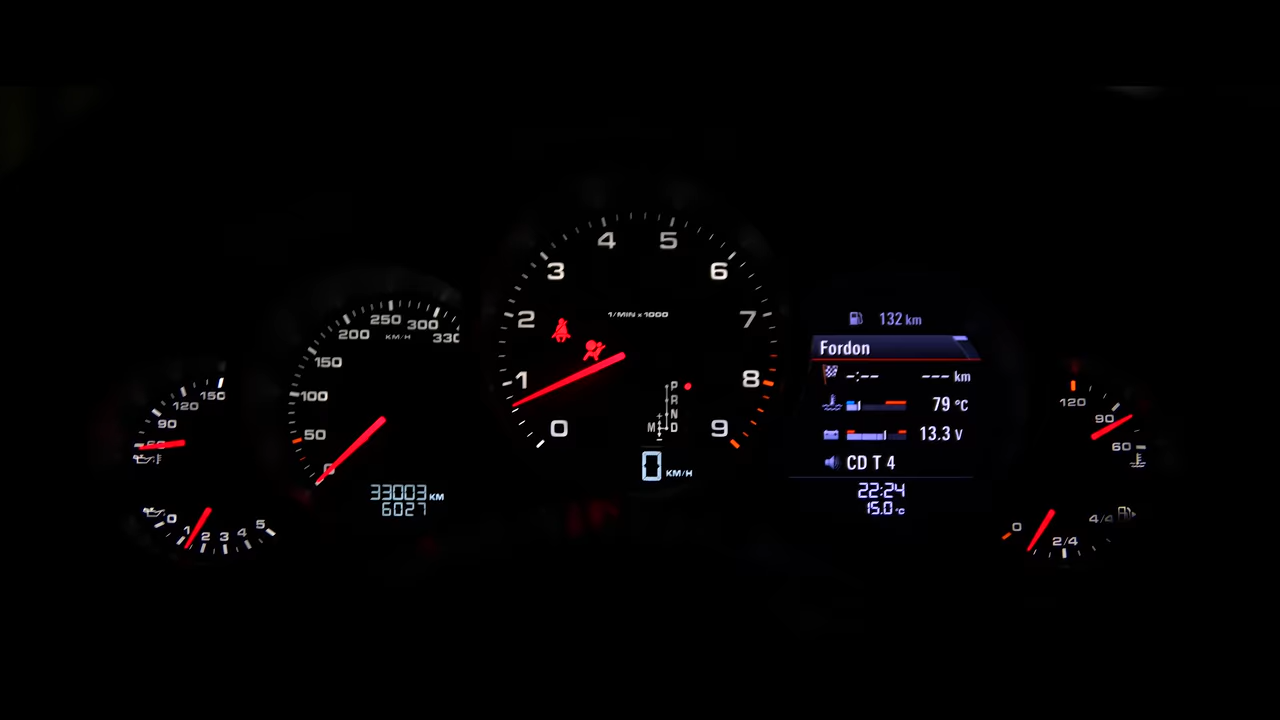 150
120
90
60
0
1
2
3
4
5
330
300
250
200
150
100
50
0
KM/H
33003 KM
6027
4
5
3
6
2
7
1/MIN x 1000
1
8
0
9
P
R
N
M D
+
-
0 KM/H
132 km
Fordon
-:-- --- km
79 °C
13.3 V
CD T 4
22:24
15.0 °C
120
90
60
0
2/4
4/4